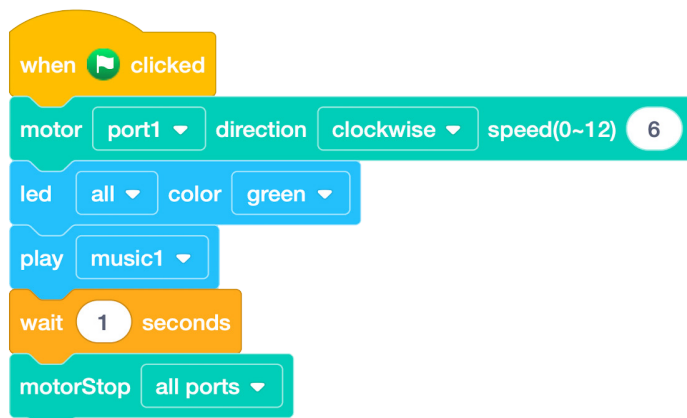 when clicked
motor port1 direction clockwise speed(0~12) 6
led all color green
play music1
wait 1 seconds
motorStop all ports